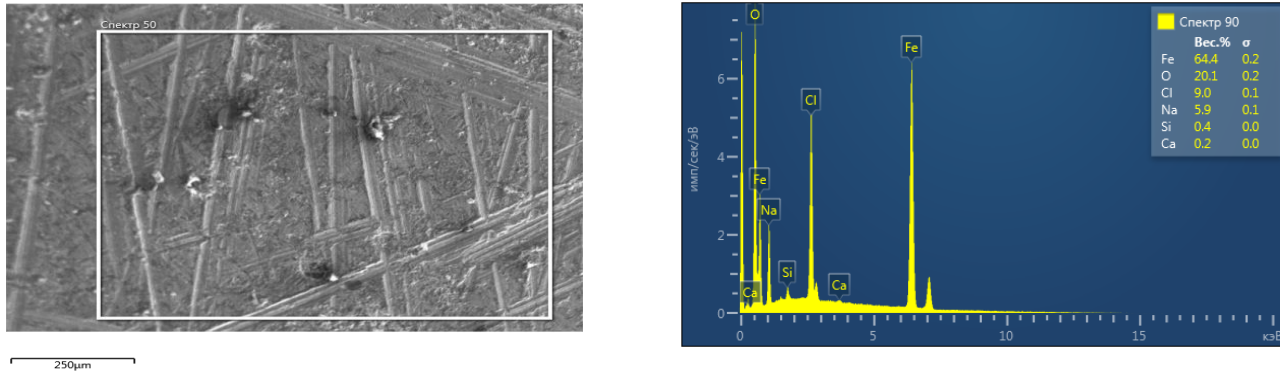 Спектр 50
250µm
Спектр 90
Вес.% σ
Fe 64.4 0.2
O 20.1 0.2
Cl 9.0 0.1
Na 5.9 0.1
Si 0.4 0.0
Ca 0.2 0.0
O
Fe
Cl
Fe
Na
Si
Ca
Ca
имп/сек/эВ
6
4
2
0
0 5 10 15 кэВ